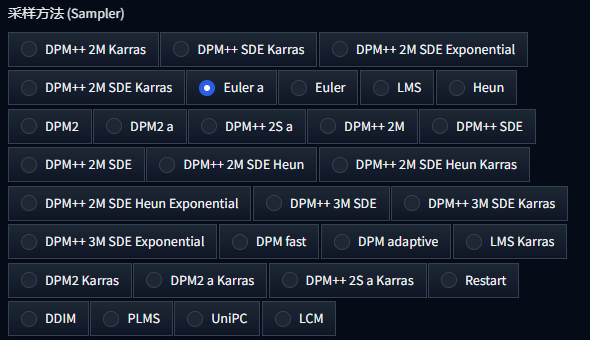 采样方法 (Sampler)
DPM++ 2M Karras DPM++ SDE Karras DPM++ 2M SDE Exponential
DPM++ 2M SDE Karras Euler a Euler LMS Heun
DPM2 DPM2 a DPM++ 2S a DPM++ 2M DPM++ SDE
DPM++ 2M SDE DPM++ 2M SDE Heun DPM++ 2M SDE Heun Karras
DPM++ 2M SDE Heun Exponential DPM++ 3M SDE DPM++ 3M SDE Karras
DPM++ 3M SDE Exponential DPM fast DPM adaptive LMS Karras
DPM2 Karras DPM2 a Karras DPM++ 2S a Karras Restart
DDIM PLMS UniPC LCM